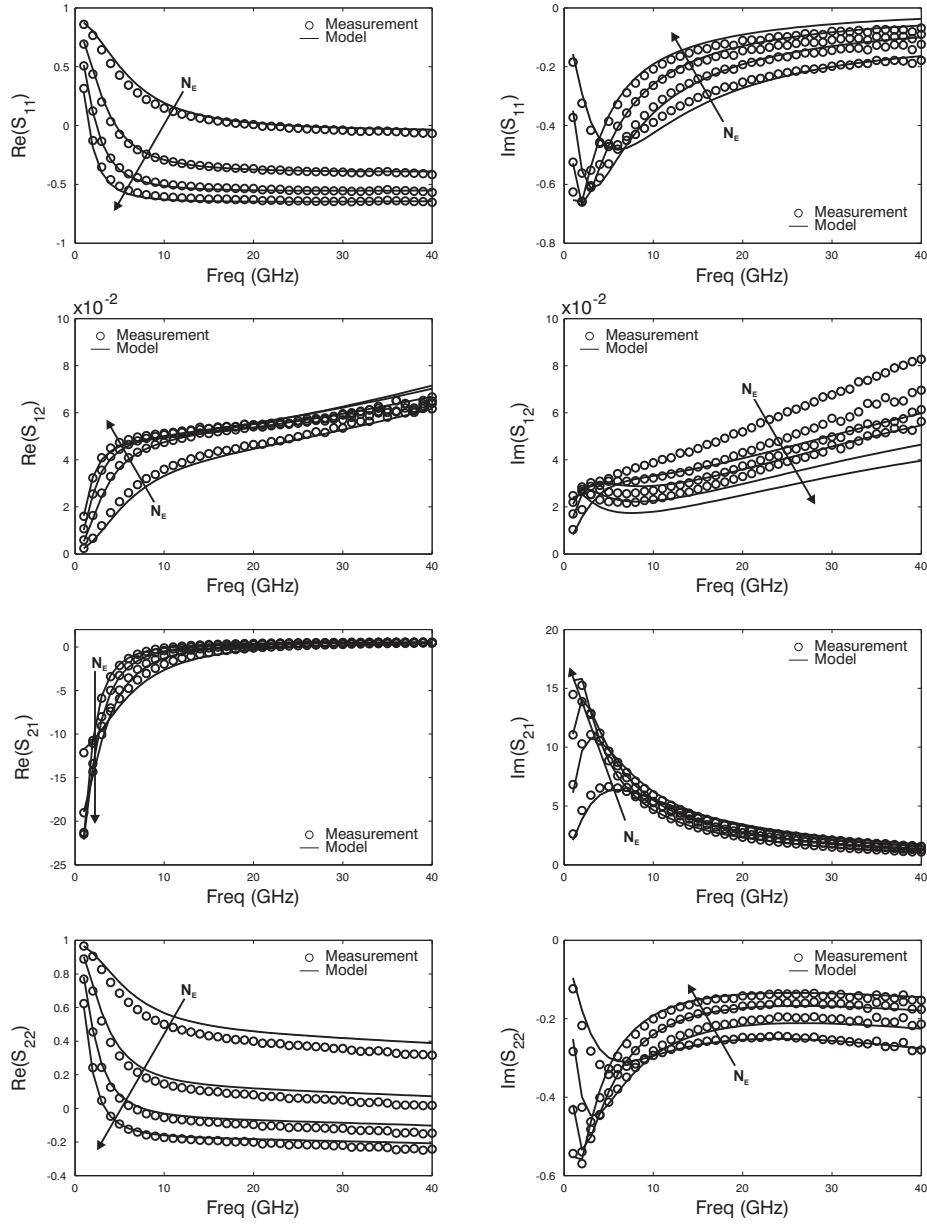 Re(S11)
1
0.5
0
-0.5
-1
0 10 20 30 40
Freq (GHz)
Measurement
Model
NE
Im(S11)
0
-0.2
-0.4
-0.6
-0.8
0 10 20 30 40
Freq (GHz)
Measurement
Model
NE
x10-2
Re(S12)
10
8
6
4
2
0
0 10 20 30 40
Freq (GHz)
Measurement
Model
NE
x10-2
Im(S12)
10
8
6
4
2
0
0 10 20 30 40
Freq (GHz)
Measurement
Model
NE
Re(S21)
0
-5
-10
-15
-20
-25
0 10 20 30 40
Freq (GHz)
Measurement
Model
NE
Im(S21)
20
15
10
5
0
0 10 20 30 40
Freq (GHz)
Measurement
Model
NE
Re(S22)
1
0.8
0.6
0.4
0.2
0
-0.2
-0.4
0 10 20 30 40
Freq (GHz)
Measurement
Model
NE
Im(S22)
0
-0.2
-0.4
-0.6
0 10 20 30 40
Freq (GHz)
Measurement
Model
NE